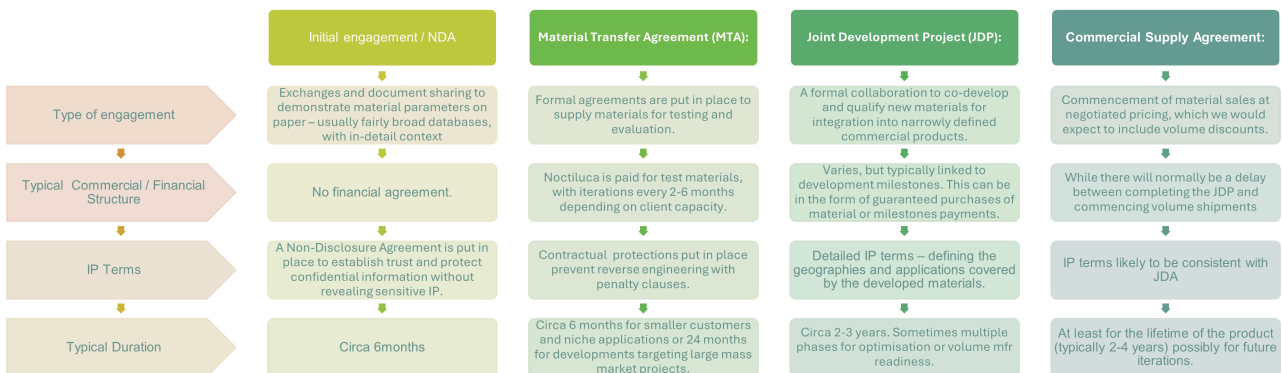 Initial engagement / NDA
Material Transfer Agreement (MTA):
Joint Development Project (JDP):
Commercial Supply Agreement:
Type of engagement
Exchanges and document sharing to
demonstrate material parameters on
paper – usually fairly broad databases,
with in-detail context
Formal agreements are put in place to
supply materials for testing and
evaluation.
A formal collaboration to co-develop
and qualify new materials for
integration into narrowly defined
commercial products.
Commencement of material sales at
negotiated pricing, which we would
expect to include volume discounts.
Typical Commercial / Financial
Structure
No financial agreement.
Noctiluca is paid for test materials,
with iterations every 2-6 months
depending on client capacity.
Varies, but typically linked to
development milestones. This can be
in the form of guaranteed purchases of
material or milestones payments.
While there will normally be a delay
between completing the JDP and
commencing volume shipments
IP Terms
A Non-Disclosure Agreement is put in
place to establish trust and protect
confidential information without
revealing sensitive IP.
Contractual protections put in place
prevent reverse engineering with
penalty clauses.
Detailed IP terms – defining the
geographies and applications covered
by the developed materials.
IP terms likely to be consistent with
JDA
Typical Duration
Circa 6months
Circa 6 months for smaller customers
and niche applications or 24 months
for developments targeting large mass
market projects.
Circa 2-3 years. Sometimes multiple
phases for optimisation or volume mfr
readiness.
At least for the lifetime of the product
(typically 2-4 years) possibly for future
iterations.